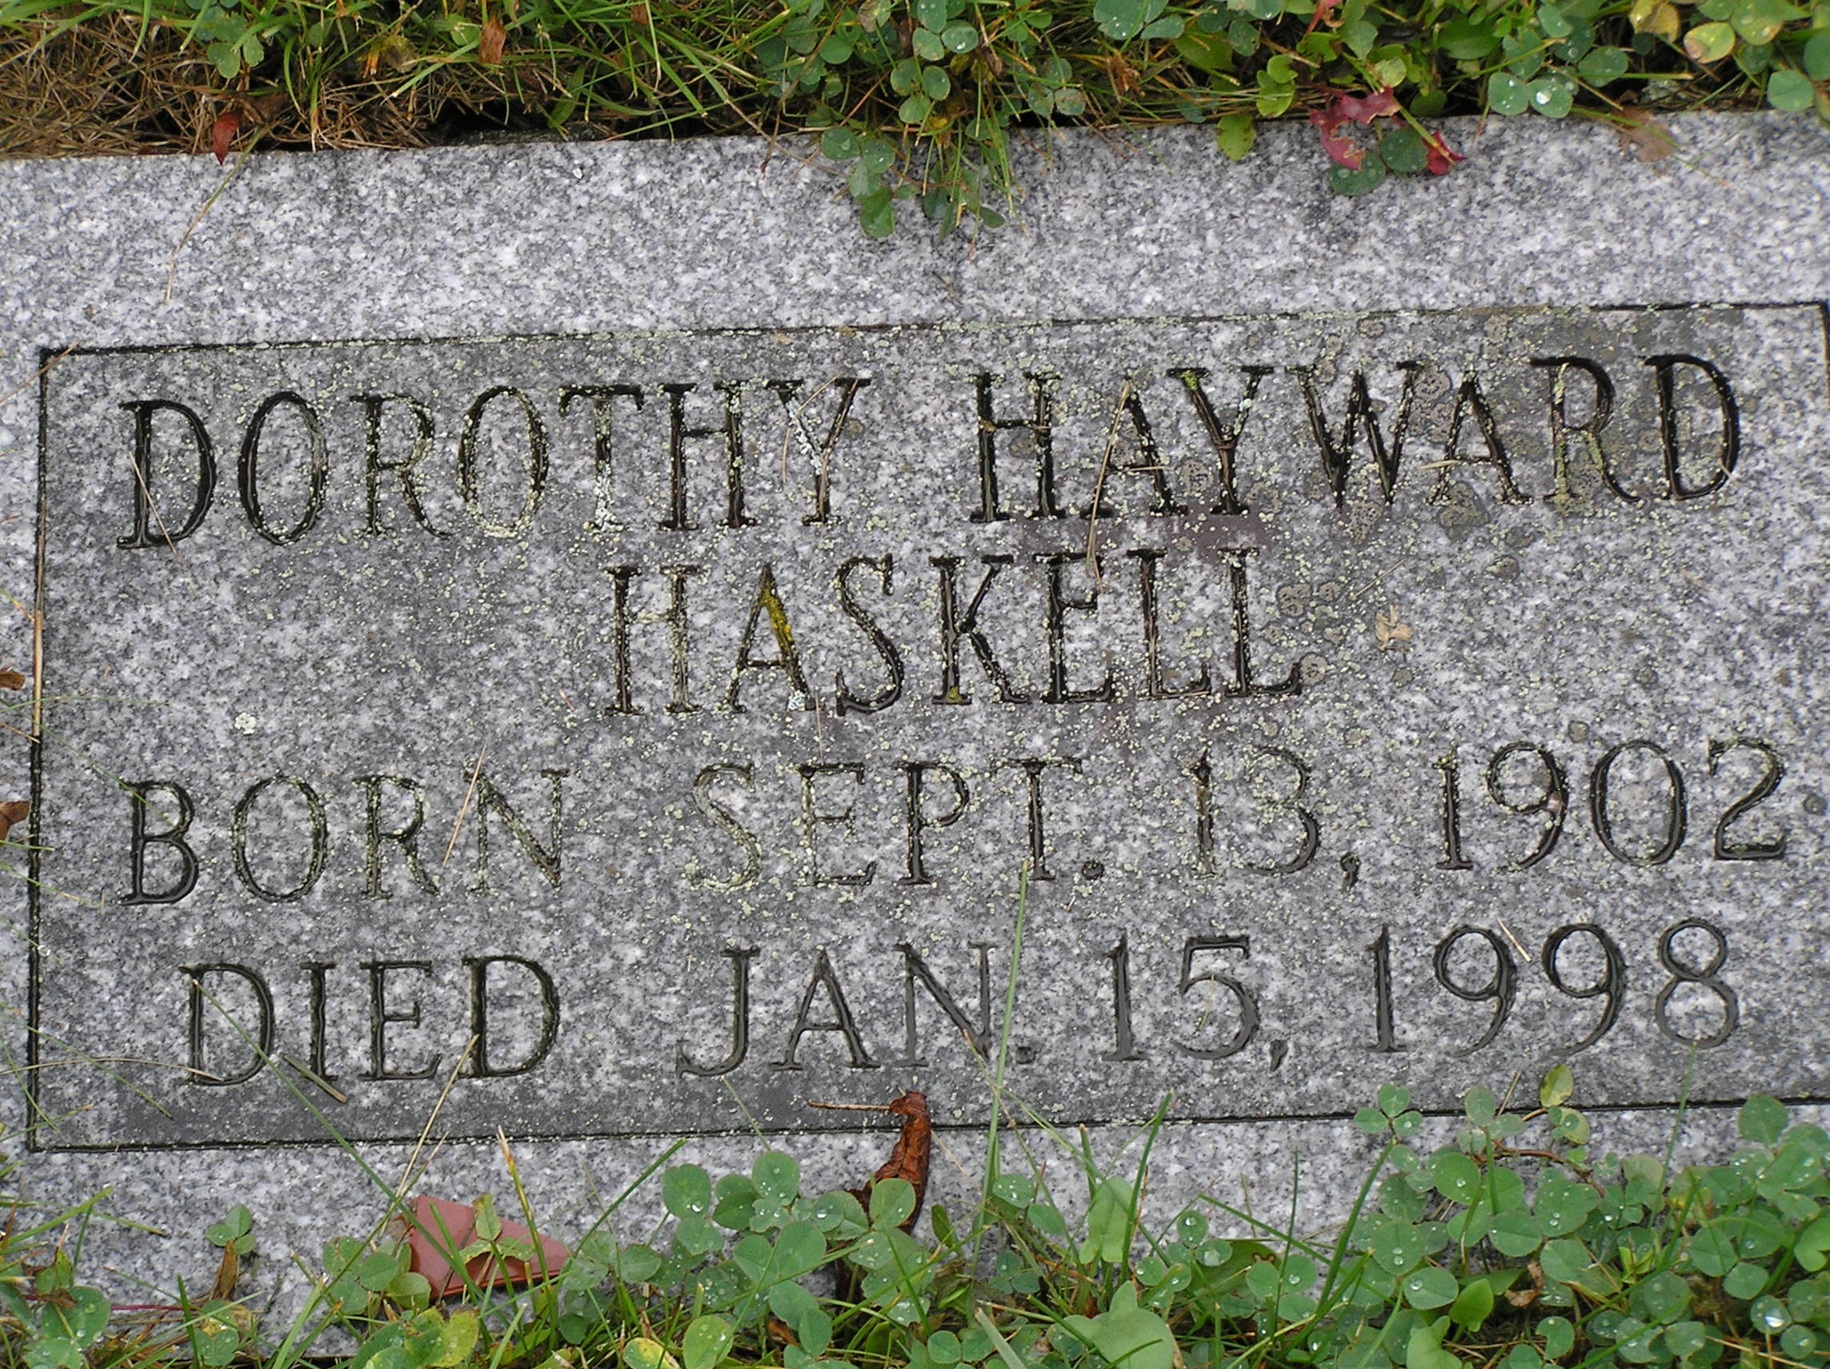 DOROTHY HAYWARD
HASKELL
BORN SEPT. 13, 1902
DIED JAN. 15, 1998